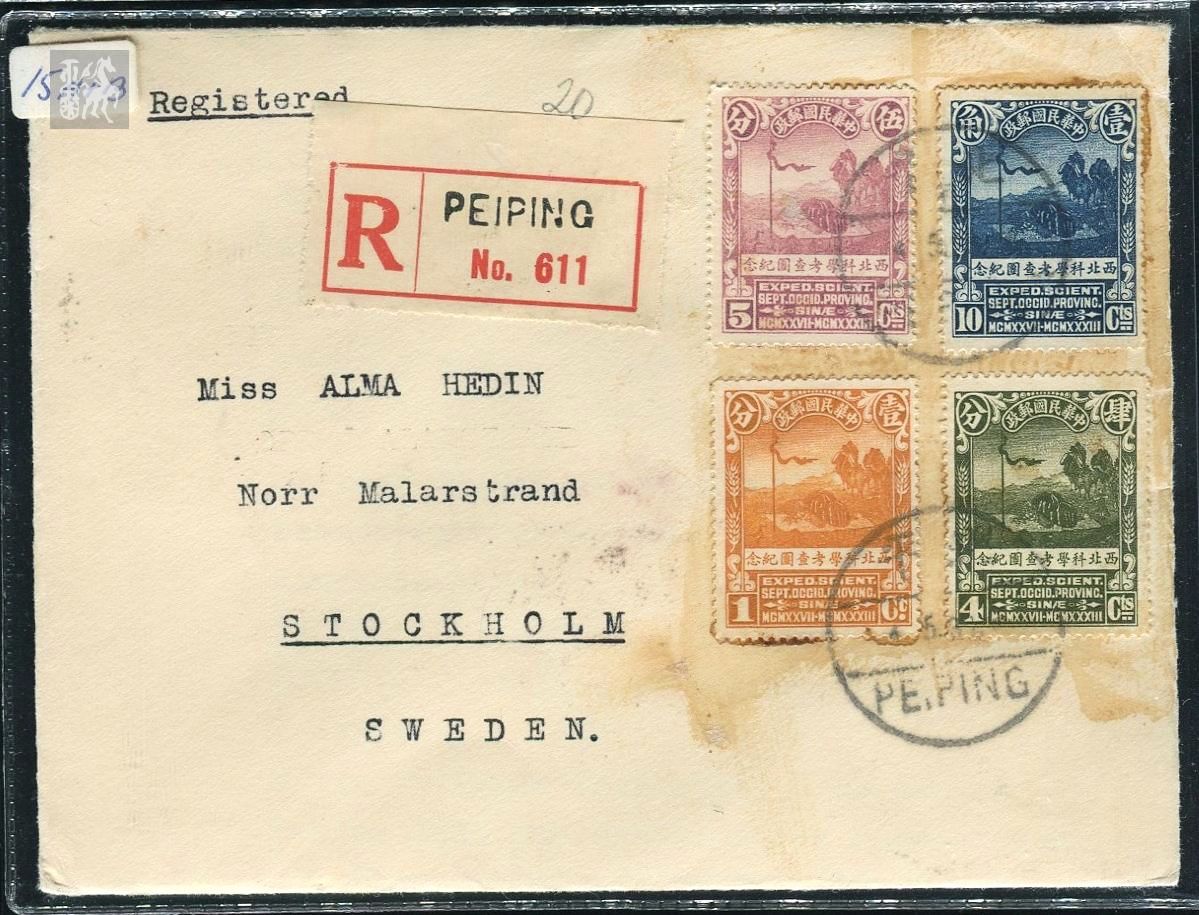 Registered
20
R
PEIPING
No. 611
Miss ALMA HEDIN
Norr Malarstrand
STOCKHOLM
SWEDEN.
分 伍
政郵國民華中
念紀團查考學科北西
EXPED. SCIENT.
SEPT. OCCID. PROVINC.
SINÆ
MCMXXVII-MCMXXXIII
5 Cts
角 壹
政郵國民華中
念紀團查考學科北西
EXPED. SCIENT.
SEPT. OCCID. PROVINC.
SINÆ
MCMXXVII-MCMXXXIII
10 Cts
分 壹
政郵國民華中
念紀團查考學科北西
EXPED. SCIENT.
SEPT. OCCID. PROVINC.
SINÆ
MCMXXVII-MCMXXXIII
1 Ct
分 肆
政郵國民華中
念紀團查考學科北西
EXPED. SCIENT.
SEPT. OCCID. PROVINC.
SINÆ
MCMXXVII-MCMXXXIII
4 Cts
PEIPING